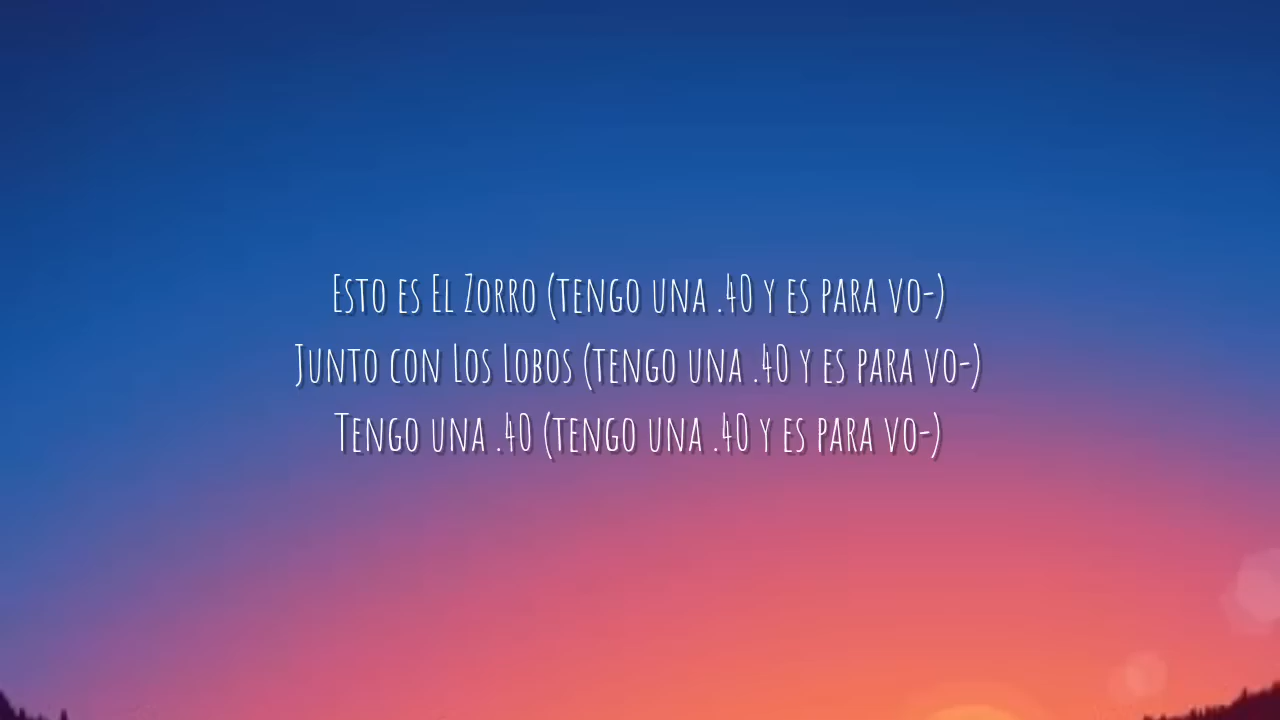 Esto es El Zorro (tengo una .40 y es para vo-)
Junto con Los Lobos (tengo una .40 y es para vo-)
Tengo una .40 (tengo una .40 y es para vo-)